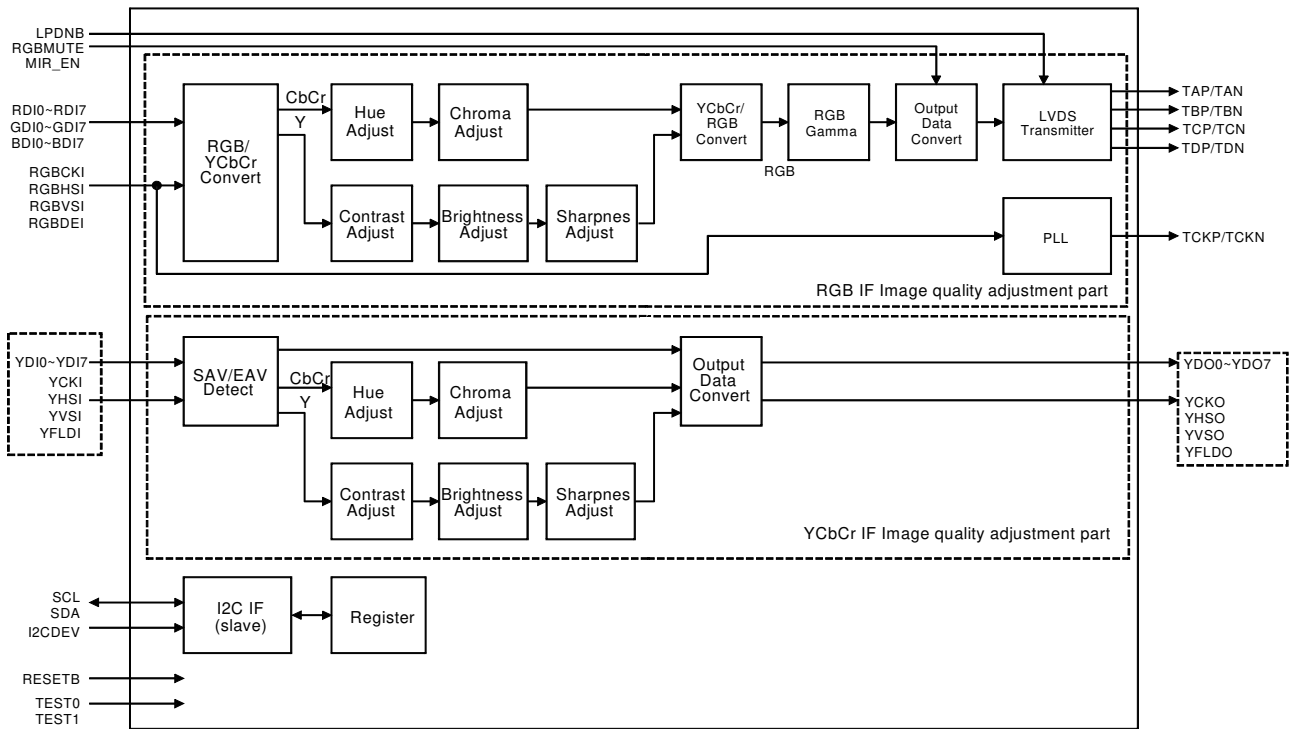 LPDNB
RGBMUTE
MIR_EN
RDI0~RDI7
GDI0~GDI7
BDI0~BDI7
RGBCKI
RGBHSI
RGBVSI
RGBDEI
RGB/
YCbCr
Convert
CbCr
Y
Hue
Adjust
Chroma
Adjust
Contrast
Adjust
Brightness
Adjust
Sharpnes
Adjust
YCbCr/
RGB
Convert
RGB
RGB
Gamma
Output
Data
Convert
LVDS
Transmitter
PLL
TAP/TAN
TBP/TBN
TCP/TCN
TDP/TDN
TCKP/TCKN
RGB IF Image quality adjustment part
YDI0~YDI7
YCKI
YHSI
YVSI
YFLDI
SAV/EAV
Detect
CbCr
Y
Hue
Adjust
Chroma
Adjust
Contrast
Adjust
Brightness
Adjust
Sharpnes
Adjust
Output
Data
Convert
YDO0~YDO7
YCKO
YHSO
YVSO
YFLDO
YCbCr IF Image quality adjustment part
SCL
SDA
I2CDEV
I2C IF
(slave)
Register
RESETB
TEST0
TEST1